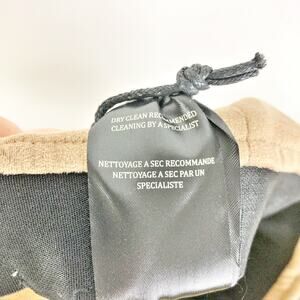 DRY CLEAN RECOMMENDED
CLEANING BY A SPECIALIST
NETTOYAGE A SEC RECOMMANDE
NETTOYAGE A SEC PAR UN
SPECIALISTE